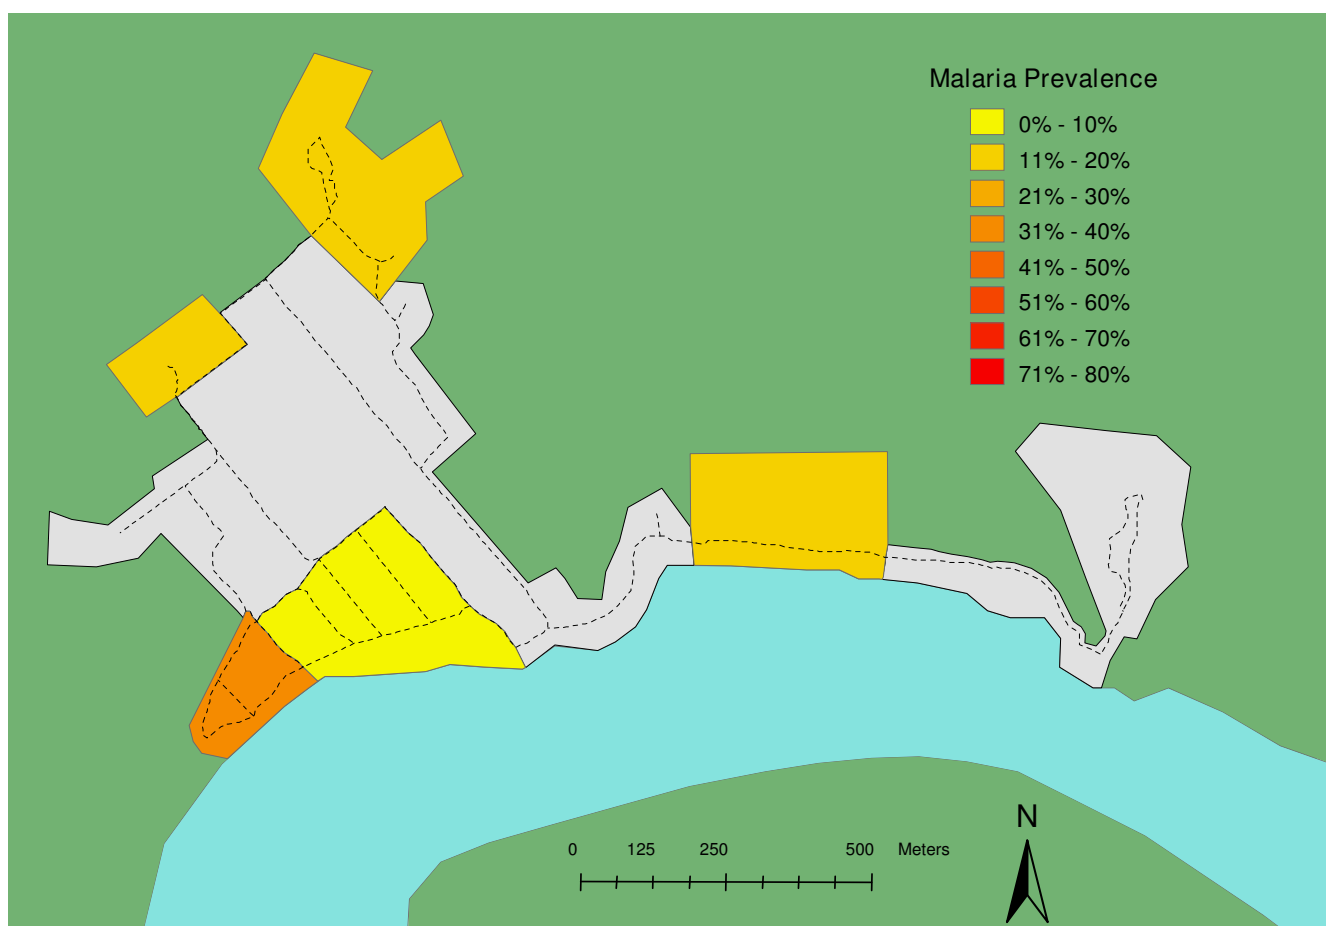 Malaria Prevalence
0% - 10%
11% - 20%
21% - 30%
31% - 40%
41% - 50%
51% - 60%
61% - 70%
71% - 80%
N
0 125 250 500 Meters